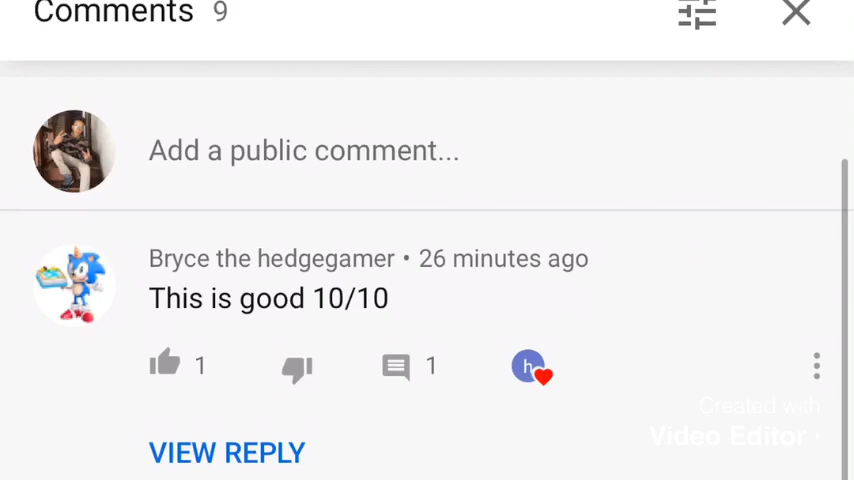 Comments 9
Add a public comment...
Bryce the hedgegamer • 26 minutes ago
This is good 10/10
1 1 h
Created with
Video Editor ·
VIEW REPLY